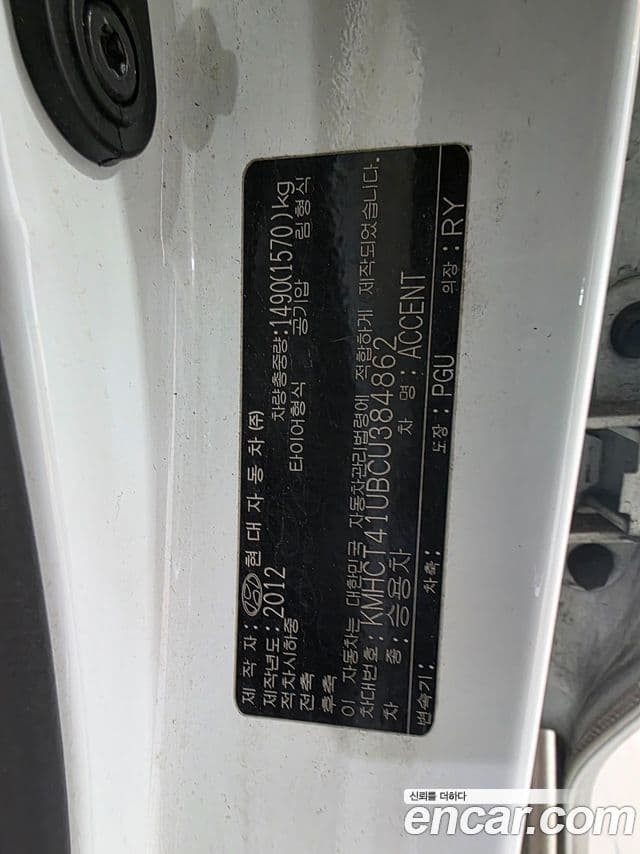 제 작 자 : 현 대 자 동 차 ㈜
제작년도 : 2012 차량총중량:1490(1570)kg
적차시하중 타이어형식 공기압 림형식
전축
후축
이 자동차는 대한민국 자동차관리법령에 적합하게 제작되었습니다.
차대번호 : KMHCT41UBCU384862
차 종 : 승용차 차 명 : ACCENT
변속기 : 차축 : 도장 : PGU 의장 : RY
신뢰를 더하다
encar.com